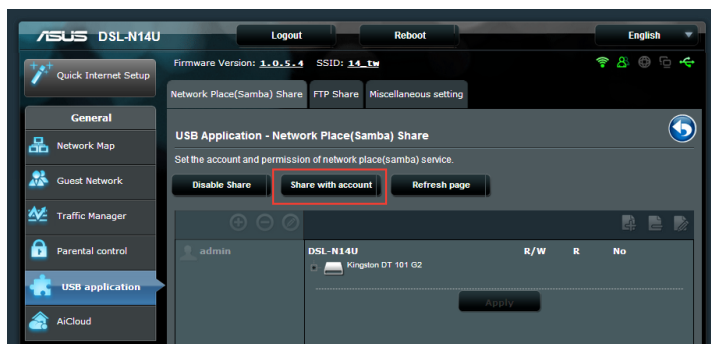 ASUS DSL-N14U Logout Reboot English
Quick Internet Setup
Firmware Version: 1.0.5.4 SSID: 14_tw
Network Place(Samba) Share FTP Share Miscellaneous setting
General
Network Map
Guest Network
Traffic Manager
Parental control
USB application
AiCloud
USB Application - Network Place(Samba) Share
Set the account and permission of network place(samba) service.
Disable Share Share with account Refresh page
admin DSL-N14U R/W R No
Kingston DT 101 G2
Apply